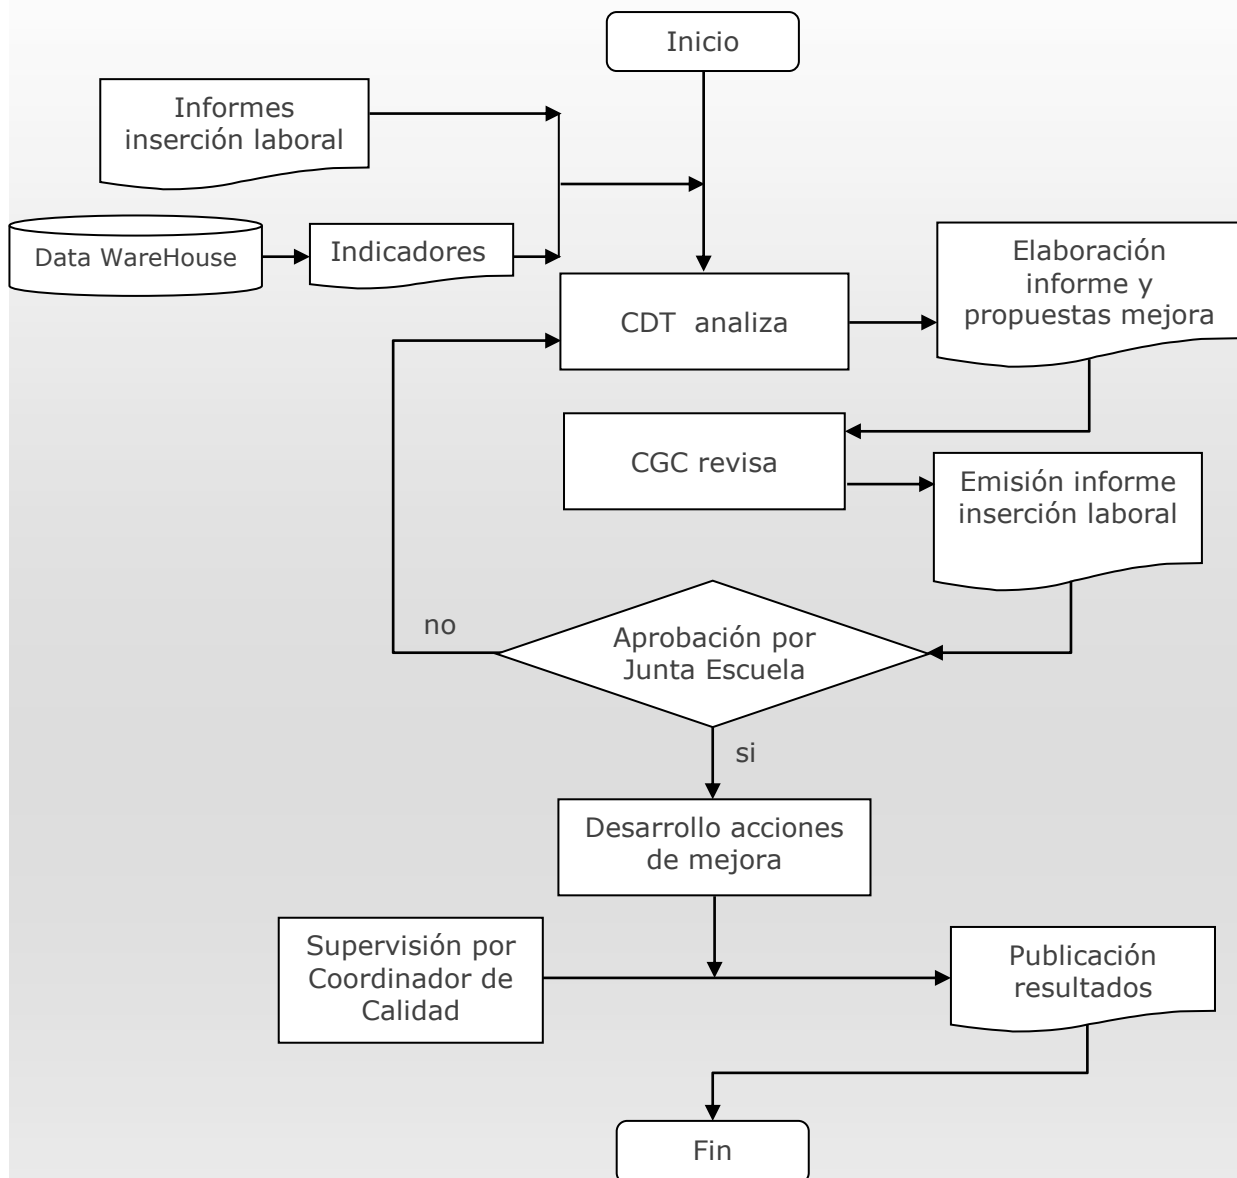 Inicio
Informes
inserción laboral
Data WareHouse
Indicadores
CDT  analiza
Elaboración
informe y
propuestas mejora
CGC revisa
Emisión informe
inserción laboral
no
Aprobación por
Junta Escuela
si
Desarrollo acciones
de mejora
Supervisión por
Coordinador de
Calidad
Publicación
resultados
Fin